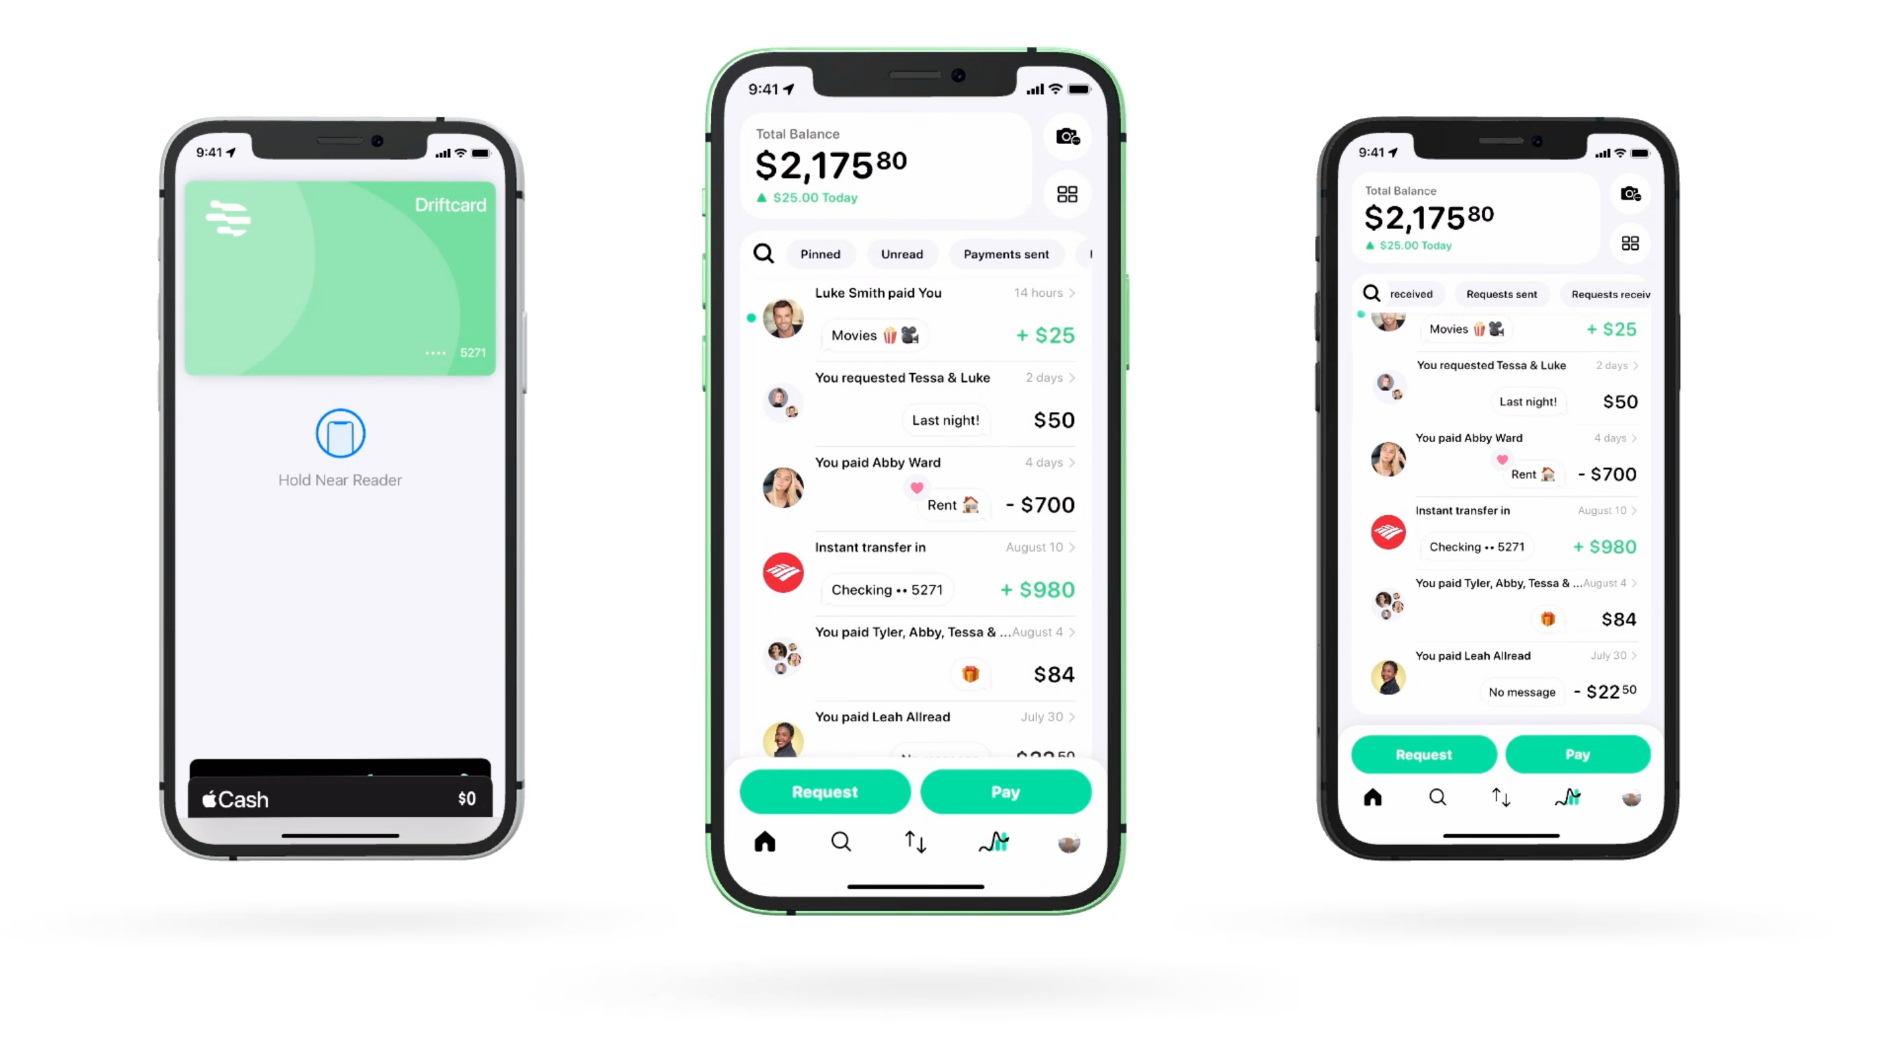 9:41
Driftcard
•••• 5271
Hold Near Reader
Cash $0
9:41
Total Balance
$2,175 80
▲ $25.00 Today
Pinned Unread Payments sent
Luke Smith paid You 14 hours >
Movies 🍿🎥 + $25
You requested Tessa & Luke 2 days >
Last night! $50
You paid Abby Ward 4 days >
Rent 🏠 - $700
Instant transfer in August 10 >
Checking •• 5271 + $980
You paid Tyler, Abby, Tessa & ... August 4 >
🎁 $84
You paid Leah Allread July 30 >
Request Pay
9:41
Total Balance
$2,175 80
▲ $25.00 Today
received Requests sent Requests receiv
Movies 🍿🎥 + $25
You requested Tessa & Luke 2 days >
Last night! $50
You paid Abby Ward 4 days >
Rent 🏠 - $700
Instant transfer in August 10 >
Checking •• 5271 + $980
You paid Tyler, Abby, Tessa & ... August 4 >
🎁 $84
You paid Leah Allread July 30 >
No message - $22 50
Request Pay